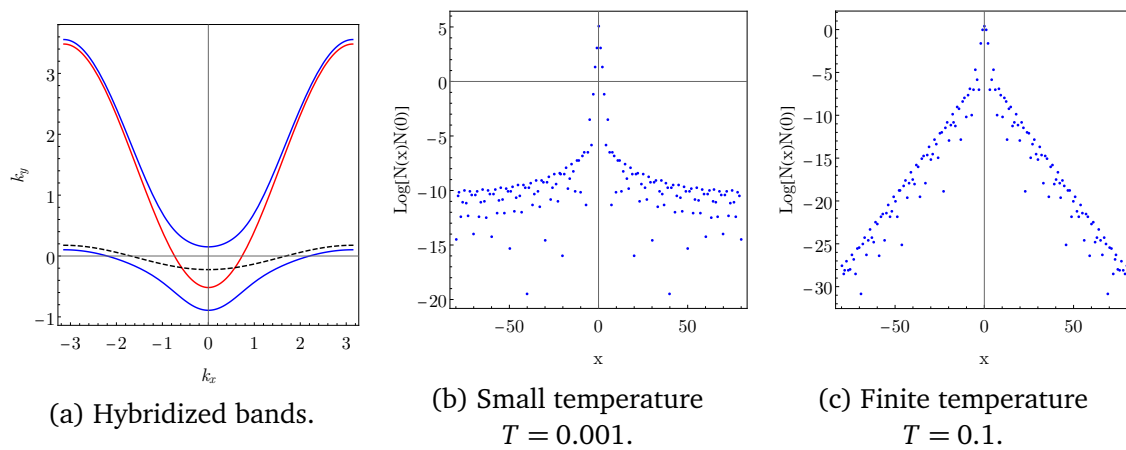 3
2
1
0
−1
k_y
−3 −2 −1 0 1 2 3
k_x
(a) Hybridized bands.
5
0
−5
−10
−15
−20
Log[N(x)N(0)]
−50 0 50
x
(b) Small temperature
T = 0.001.
0
−5
−10
−15
−20
−25
−30
Log[N(x)N(0)]
−50 0 50
x
(c) Finite temperature
T = 0.1.